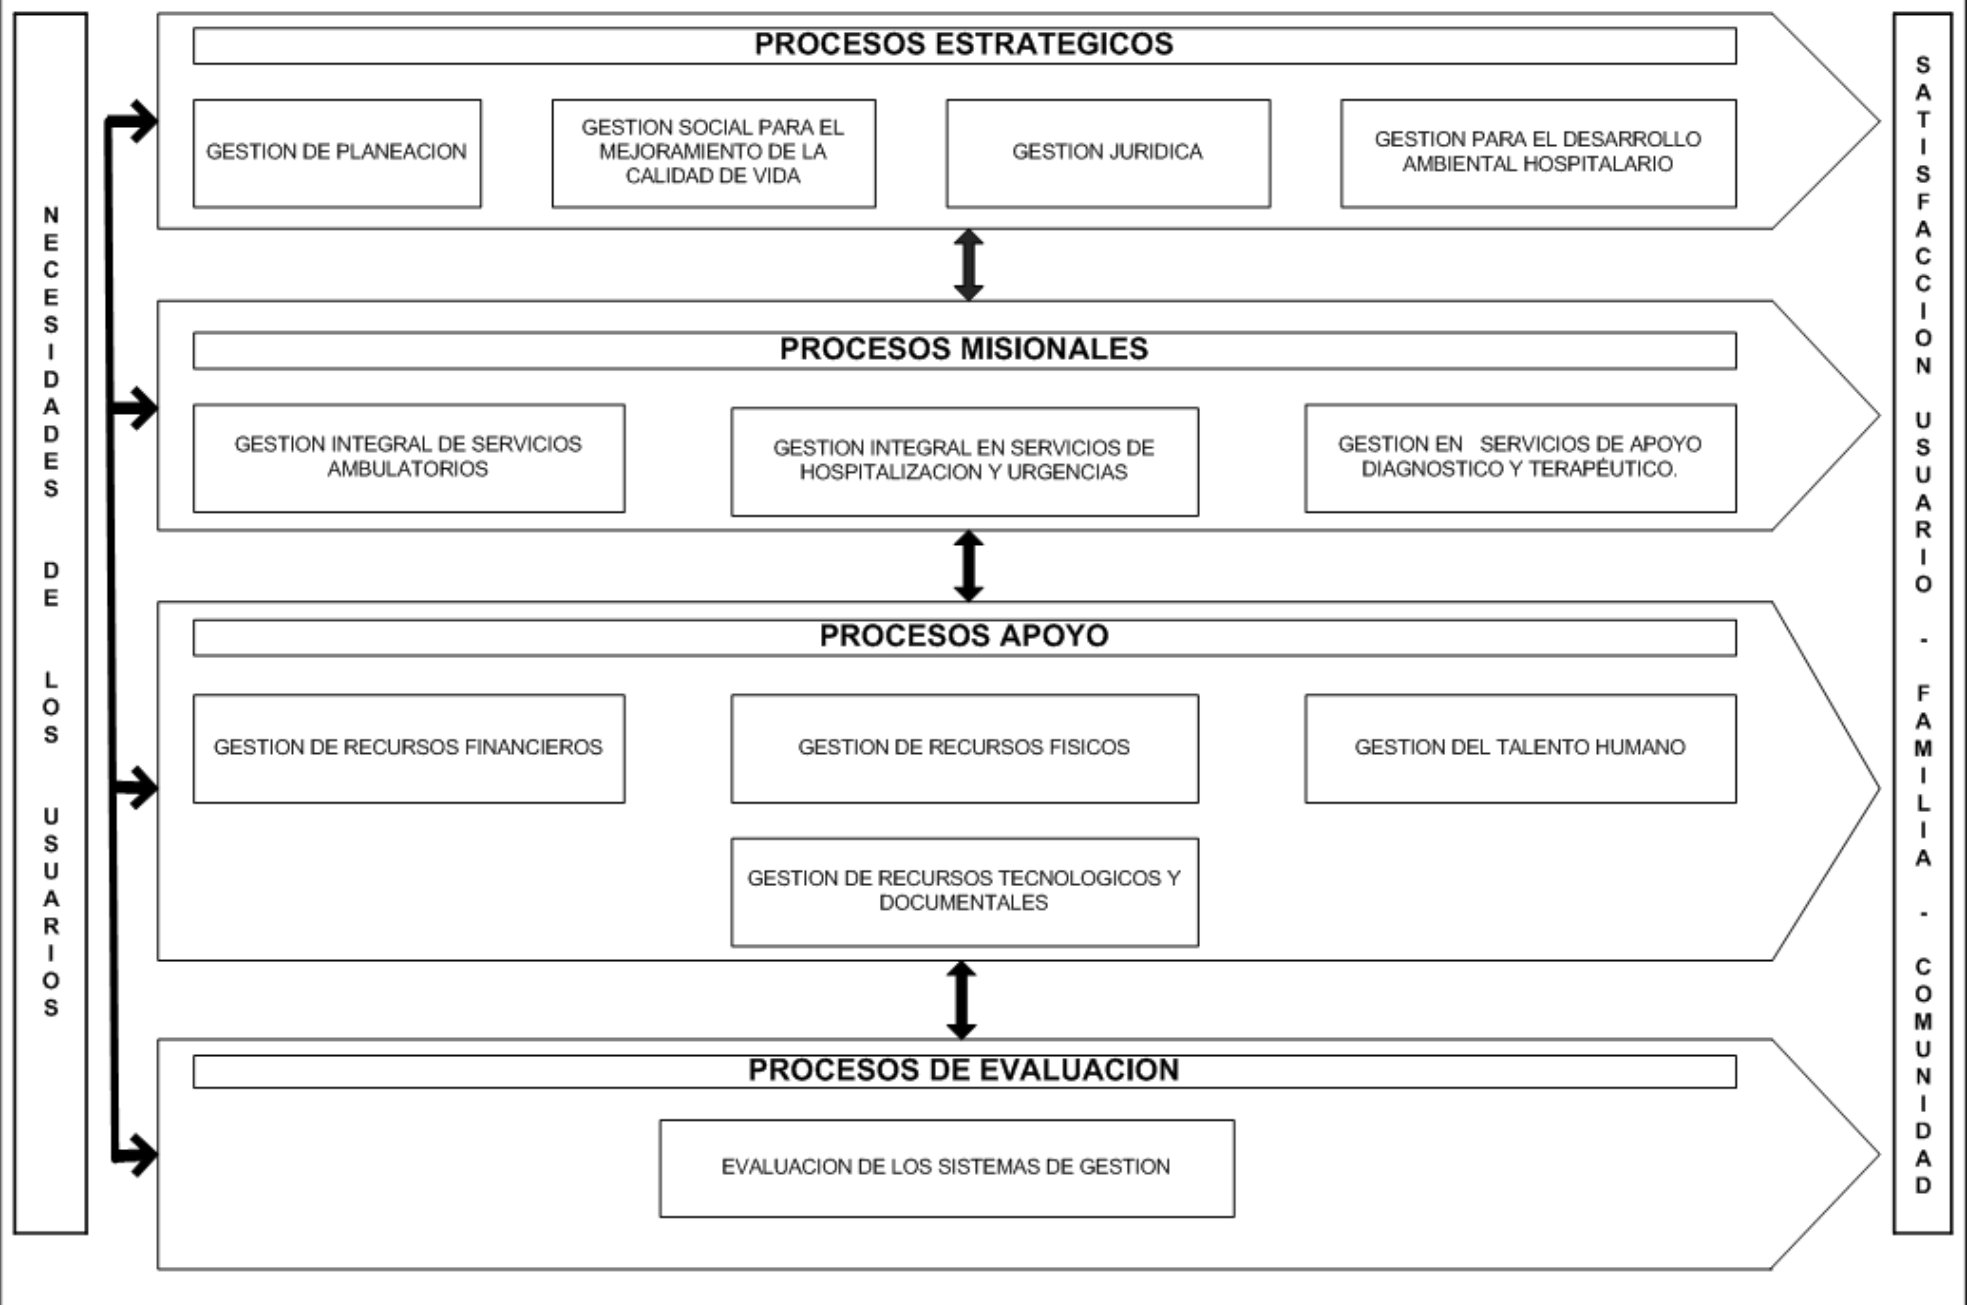 NECESIDADES DE LOS USUARIOS
PROCESOS ESTRATEGICOS
GESTION DE PLANEACION
GESTION SOCIAL PARA EL
MEJORAMIENTO DE LA
CALIDAD DE VIDA
GESTION JURIDICA
GESTION PARA EL DESARROLLO
AMBIENTAL HOSPITALARIO
PROCESOS MISIONALES
GESTION INTEGRAL DE SERVICIOS
AMBULATORIOS
GESTION INTEGRAL EN SERVICIOS DE
HOSPITALIZACION Y URGENCIAS
GESTION EN SERVICIOS DE APOYO
DIAGNOSTICO Y TERAPÉUTICO.
PROCESOS APOYO
GESTION DE RECURSOS FINANCIEROS
GESTION DE RECURSOS FISICOS
GESTION DEL TALENTO HUMANO
GESTION DE RECURSOS TECNOLOGICOS Y
DOCUMENTALES
PROCESOS DE EVALUACION
EVALUACION DE LOS SISTEMAS DE GESTION
SATISFACCION USUARIO - FAMILIA - COMUNIDAD